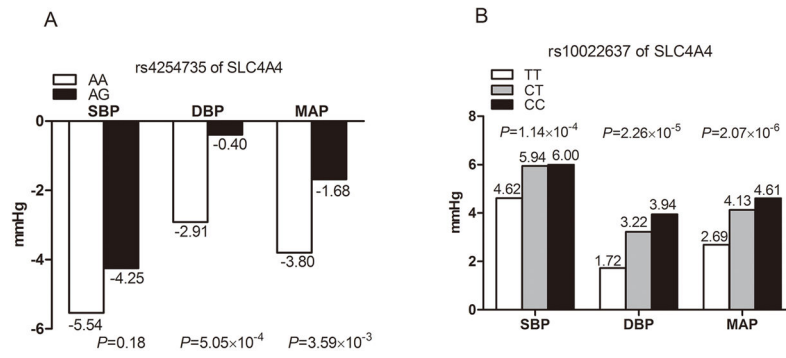 A
rs4254735 of SLC4A4
AA
AG
SBP DBP MAP
0
-2
-4
-6
mmHg
-5.54
-4.25
-2.91
-0.40
-3.80
-1.68
P=0.18 P=5.05×10⁻⁴ P=3.59×10⁻³
B
rs10022637 of SLC4A4
TT
CT
CC
P=1.14×10⁻⁴ P=2.26×10⁻⁵ P=2.07×10⁻⁶
8
6
4
2
0
mmHg
4.62
5.94
6.00
1.72
3.22
3.94
2.69
4.13
4.61
SBP DBP MAP